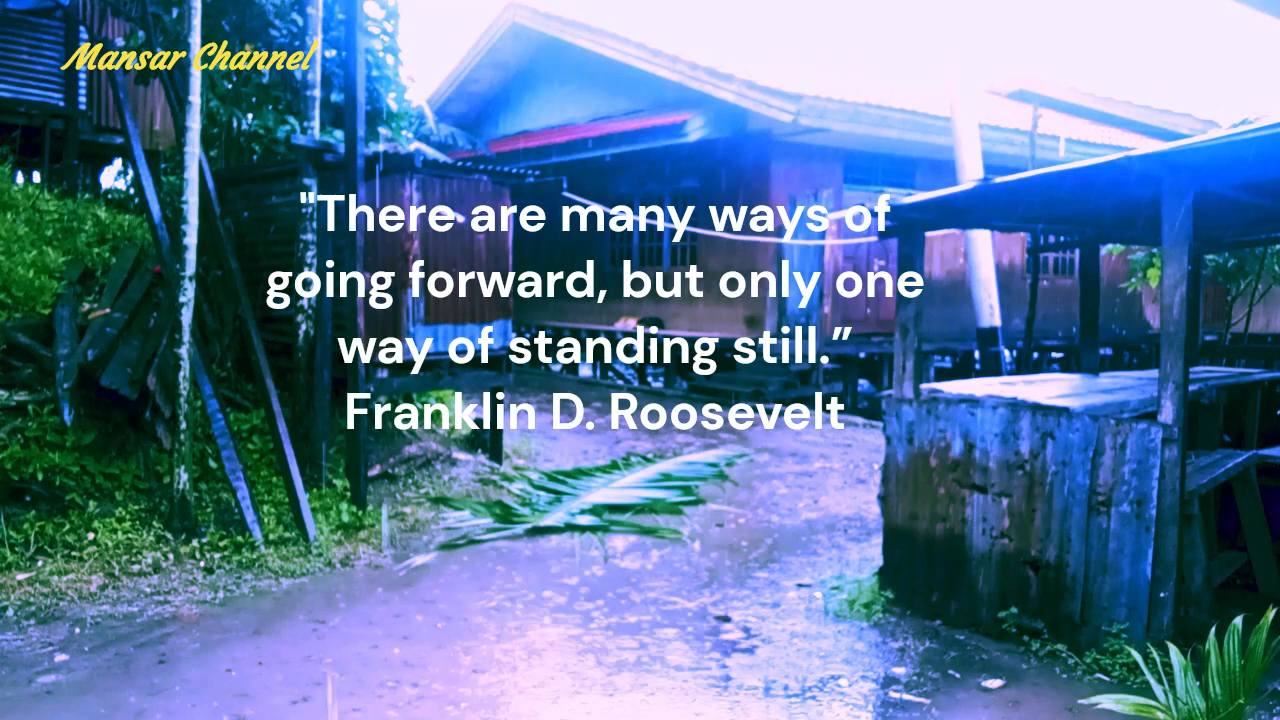 Mansar Channel
"There are many ways of
going forward, but only one
way of standing still.”
Franklin D. Roosevelt